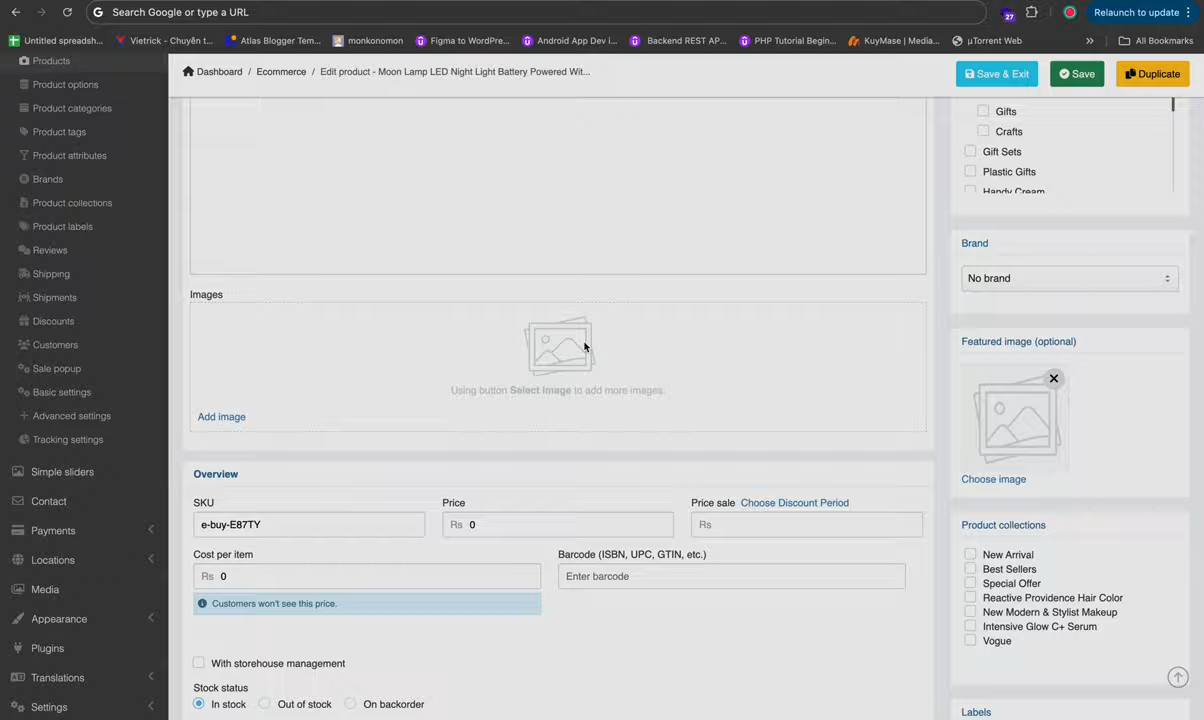 Search Google or type a URL
27
Relaunch to update
Untitled spreadsh...
Vietrick - Chuyên t...
Atlas Blogger Tem...
monkonomon
Figma to WordPre...
Android App Dev i...
Backend REST AP...
PHP Tutorial Begin...
KuyMase | Media...
µTorrent Web
»
All Bookmarks
Products
Product options
Product categories
Product tags
Product attributes
Brands
Product collections
Product labels
Reviews
Shipping
Shipments
Discounts
Customers
Sale popup
Basic settings
Advanced settings
Tracking settings
Simple sliders
Contact
Payments
Locations
Media
Appearance
Plugins
Translations
Settings
Dashboard / Ecommerce / Edit product - Moon Lamp LED Night Light Battery Powered Wit...
Save & Exit
Save
Duplicate
Images
Using button Select Image to add more images.
Add image
Overview
SKU
e-buy-E87TY
Price
Rs 0
Price sale Choose Discount Period
Rs
Cost per item
Rs 0
Customers won't see this price.
Barcode (ISBN, UPC, GTIN, etc.)
Enter barcode
With storehouse management
Stock status
In stock
Out of stock
On backorder
Gifts
Crafts
Gift Sets
Plastic Gifts
Handy Cream
Brand
No brand
Featured image (optional)
Choose image
Product collections
New Arrival
Best Sellers
Special Offer
Reactive Providence Hair Color
New Modern & Stylist Makeup
Intensive Glow C+ Serum
Vogue
Labels